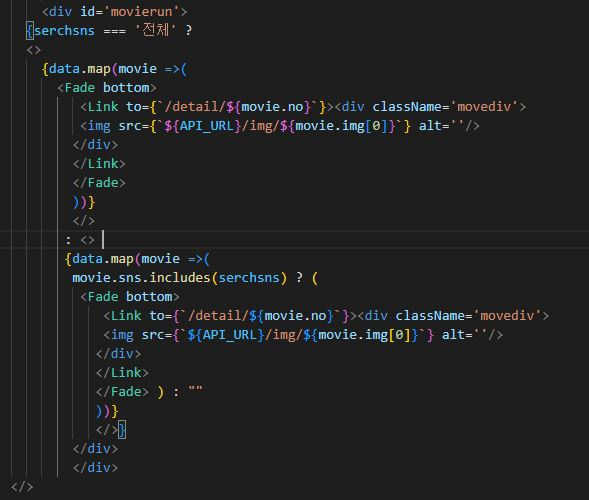 <div id='movierun'>
{serchsns === '전체' ?
<>
{data.map(movie =>(
<Fade bottom>
<Link to={`/detail/${movie.no}`}><div className='movediv'>
<img src={`${API_URL}/img/${movie.img[0]}`} alt=''/>
</div>
</Link>
</Fade>
))}
</>
: <>
{data.map(movie =>(
movie.sns.includes(serchsns) ? (
<Fade bottom>
<Link to={`/detail/${movie.no}`}><div className='movediv'>
<img src={`${API_URL}/img/${movie.img[0]}`} alt=''/>
</div>
</Link>
</Fade> ) : ""
))}
</>}
</div>
</div>
</>